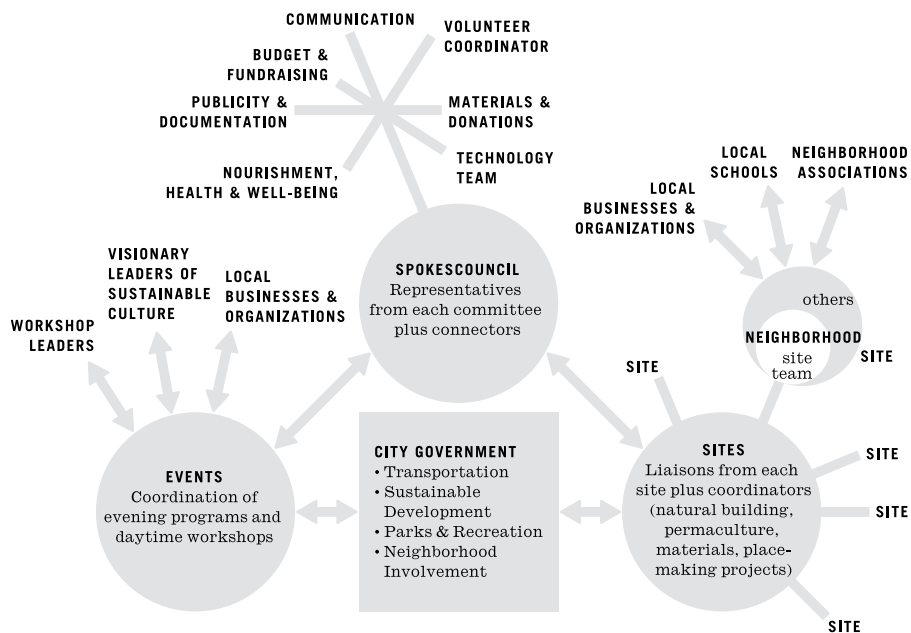 COMMUNICATION
VOLUNTEER
COORDINATOR
BUDGET &
FUNDRAISING
PUBLICITY &
DOCUMENTATION
MATERIALS &
DONATIONS
NOURISHMENT,
HEALTH & WELL-BEING
TECHNOLOGY
TEAM
LOCAL
SCHOOLS
NEIGHBORHOOD
ASSOCIATIONS
LOCAL
BUSINESSES &
ORGANIZATIONS
VISIONARY
LEADERS OF
SUSTAINABLE
CULTURE
LOCAL
BUSINESSES &
ORGANIZATIONS
WORKSHOP
LEADERS
SPOKESCOUNCIL
Representatives
from each committee
plus connectors
others
NEIGHBORHOOD
site
team
SITE
SITE
EVENTS
Coordination of
evening programs and
daytime workshops
CITY GOVERNMENT
• Transportation
• Sustainable
Development
• Parks & Recreation
• Neighborhood
Involvement
SITES
Liaisons from each
site plus coordinators
(natural building,
permaculture,
materials, place-
making projects)
SITE
SITE
SITE